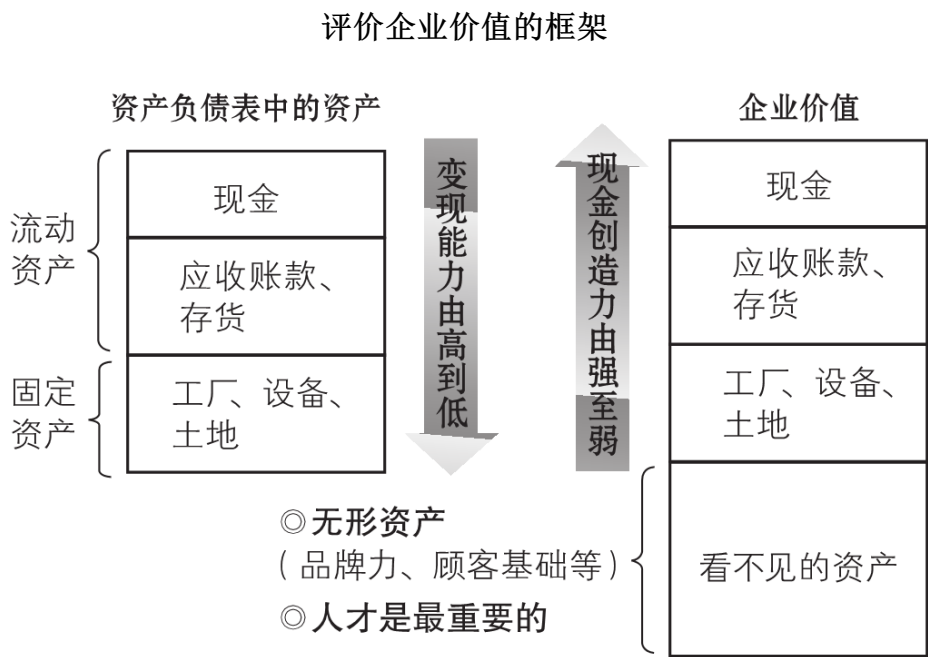 评价企业价值的框架
资产负债表中的资产
流动
资产
现金
应收账款、
存货
固定
资产
工厂、设备、
土地
变现能力由高到低
现金创造力由强至弱
企业价值
现金
应收账款、
存货
工厂、设备、
土地
看不见的资产
◎无形资产
（品牌力、顾客基础等）
◎人才是最重要的